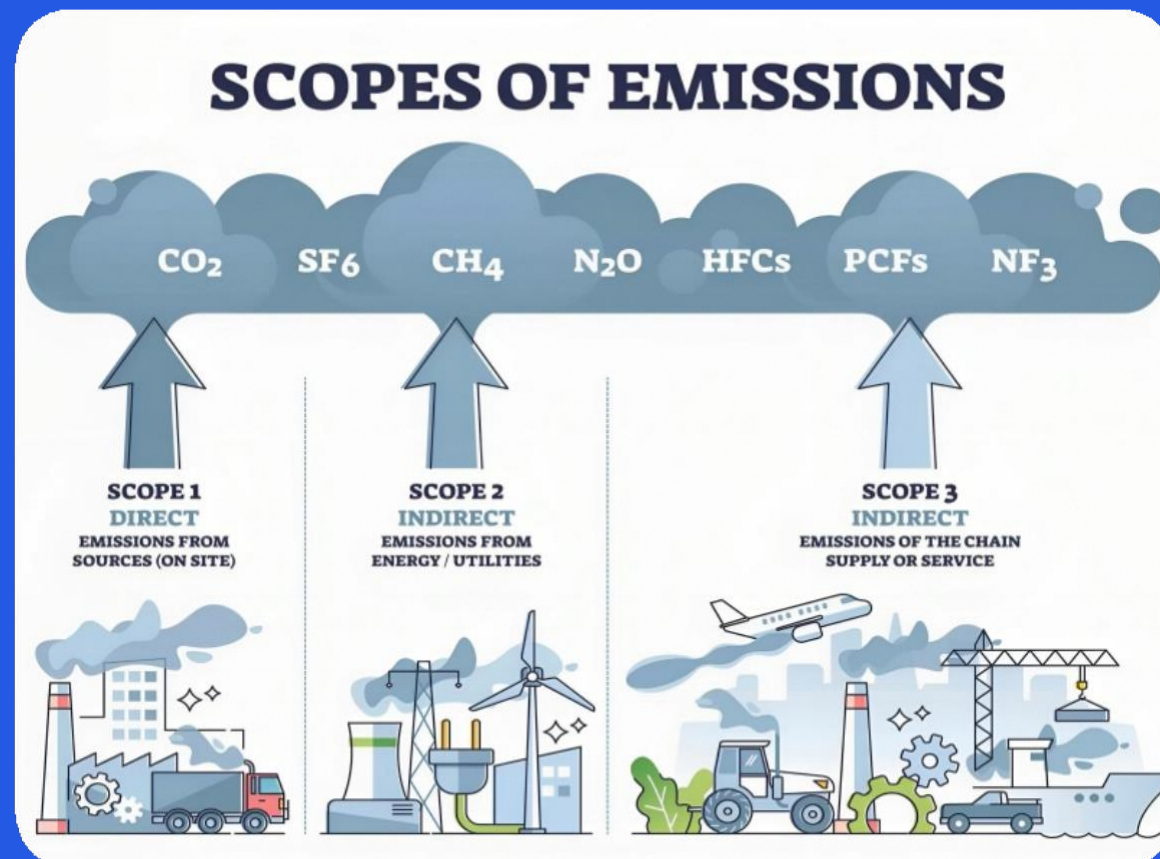 SCOPES OF EMISSIONS
CO₂ SF₆ CH₄ N₂O HFCs PCFs NF₃
SCOPE 1
DIRECT
EMISSIONS FROM
SOURCES (ON SITE)
SCOPE 2
INDIRECT
EMISSIONS FROM
ENERGY / UTILITIES
SCOPE 3
INDIRECT
EMISSIONS OF THE CHAIN
SUPPLY OR SERVICE